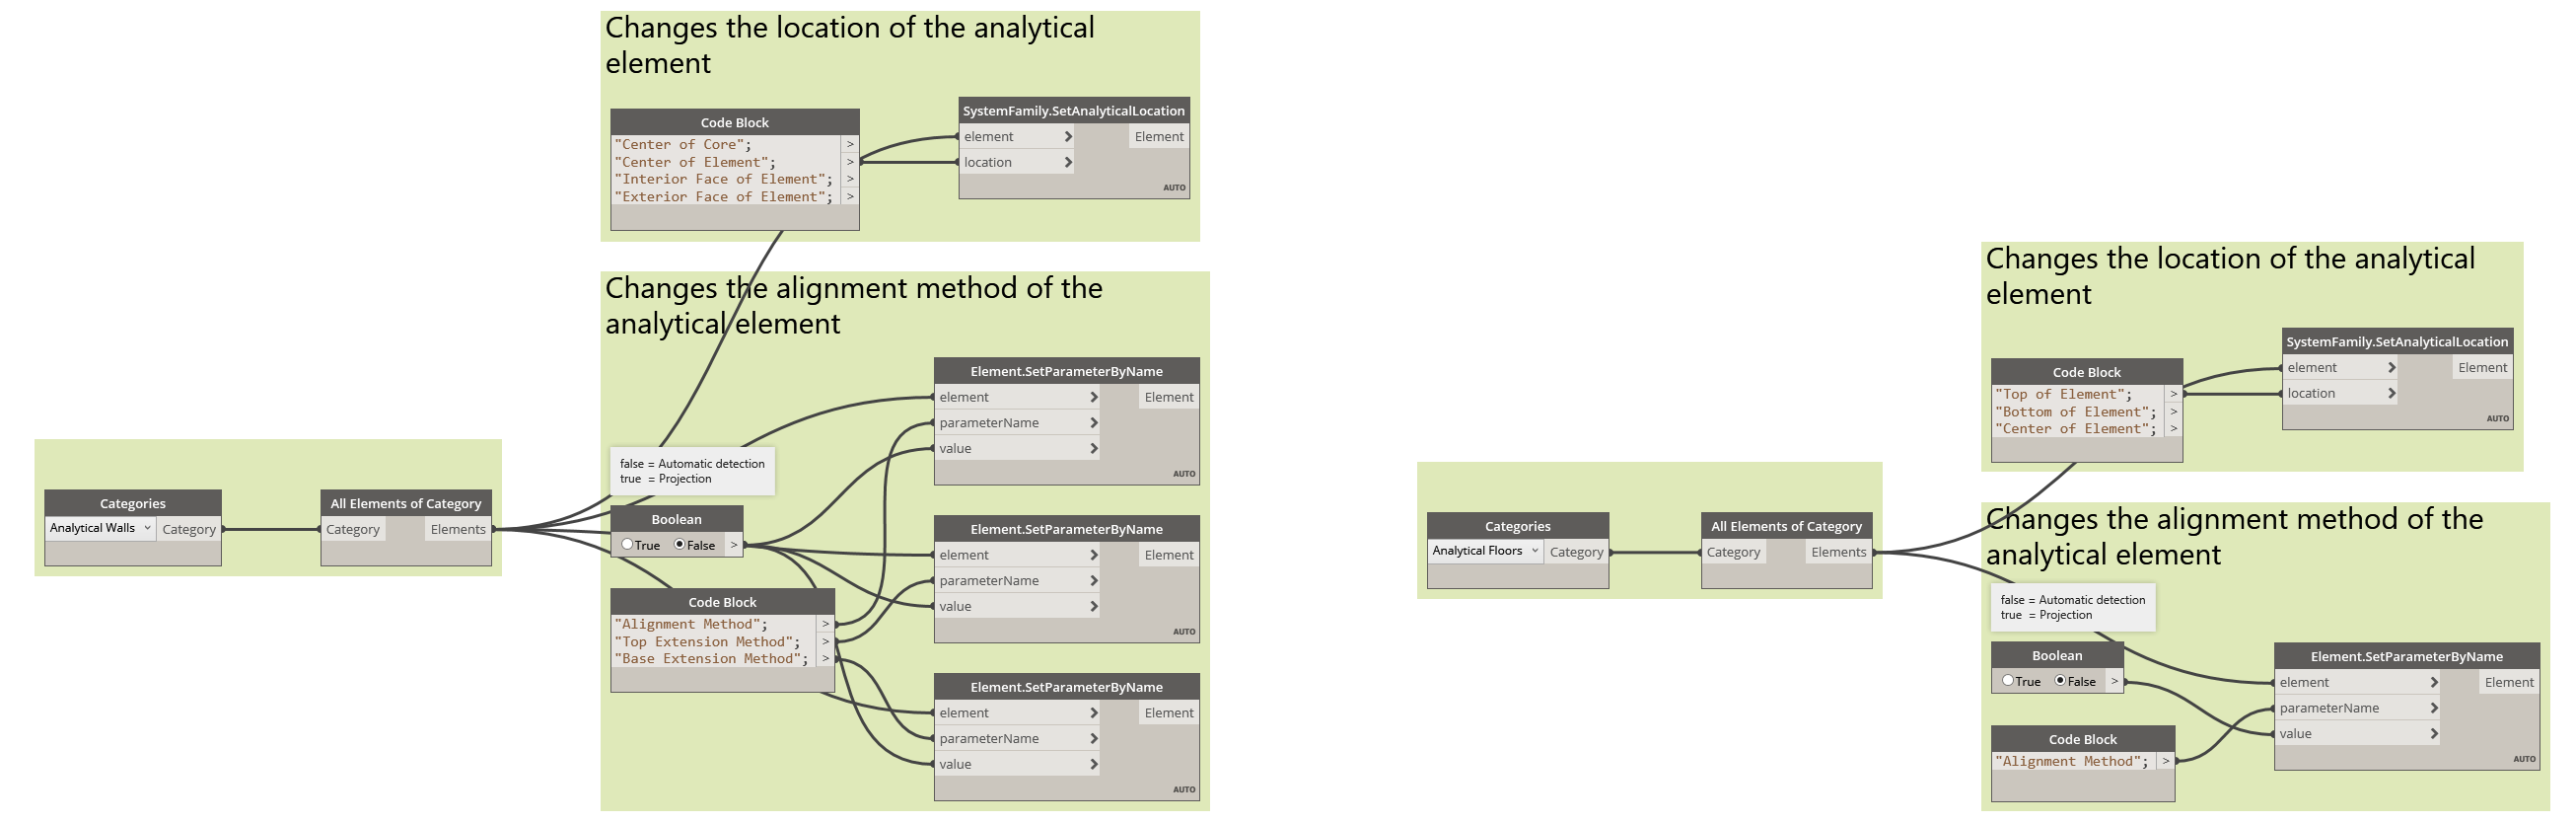 Changes the location of the analytical
element
Code Block
"Center of Core"; >
"Center of Element"; >
"Interior Face of Element"; >
"Exterior Face of Element"; >
SystemFamily.SetAnalyticalLocation
element Element
location
AUTO
Changes the alignment method of the
analytical element
false = Automatic detection
true = Projection
Boolean
True False >
Code Block
"Alignment Method"; >
"Top Extension Method"; >
"Base Extension Method"; >
Element.SetParameterByName
element Element
parameterName
value
AUTO
Element.SetParameterByName
element Element
parameterName
value
AUTO
Element.SetParameterByName
element Element
parameterName
value
AUTO
Categories
Analytical Walls Category
All Elements of Category
Category Elements
Changes the location of the analytical
element
Code Block
"Top of Element"; >
"Bottom of Element"; >
"Center of Element"; >
SystemFamily.SetAnalyticalLocation
element Element
location
AUTO
Categories
Analytical Floors Category
All Elements of Category
Category Elements
Changes the alignment method of the
analytical element
false = Automatic detection
true = Projection
Boolean
True False >
Code Block
"Alignment Method"; >
Element.SetParameterByName
element Element
parameterName
value
AUTO